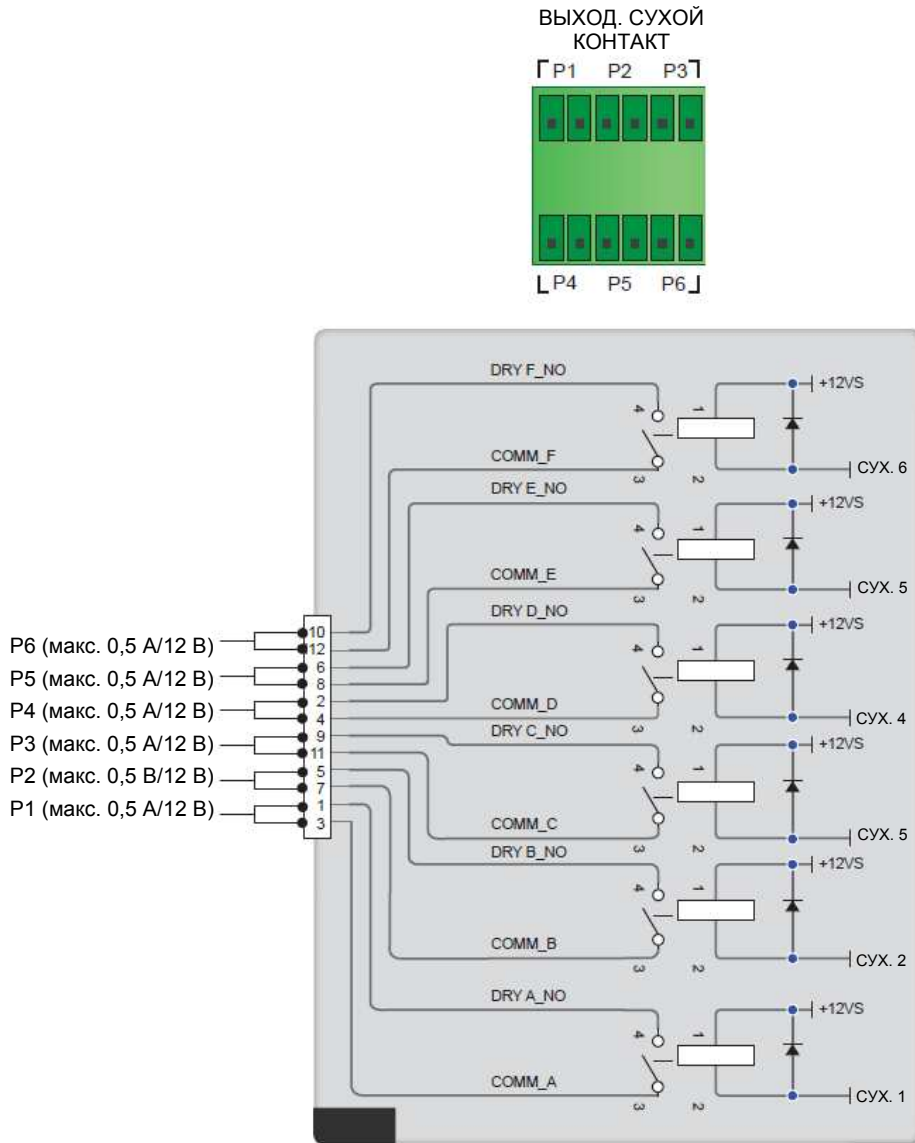 ВЫХОД. СУХОЙ
КОНТАКТ
P1 P2 P3
P4 P5 P6
DRY F_NO
+12VS
4 1
COMM_F
СУХ. 6
3 2
DRY E_NO
+12VS
4 1
COMM_E
СУХ. 5
3 2
DRY D_NO
+12VS
4 1
COMM_D
СУХ. 4
3 2
DRY C_NO
+12VS
4 1
COMM_C
СУХ. 5
3 2
DRY B_NO
+12VS
4 1
COMM_B
СУХ. 2
3 2
DRY A_NO
+12VS
4 1
COMM_A
СУХ. 1
3 2
P6 (макс. 0,5 А/12 В)
10
12
P5 (макс. 0,5 А/12 В)
6
8
P4 (макс. 0,5 А/12 В)
2
4
P3 (макс. 0,5 А/12 В)
9
11
P2 (макс. 0,5 В/12 В)
5
7
P1 (макс. 0,5 А/12 В)
1
3